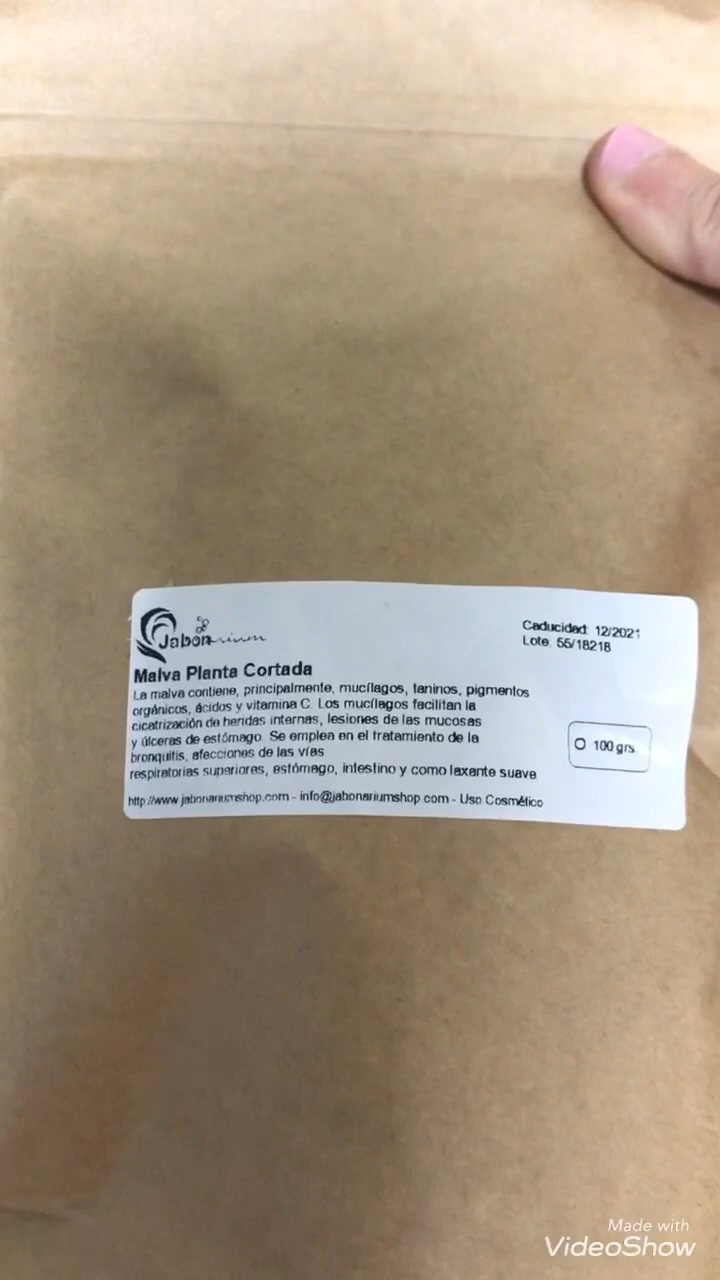 Jabonarium
Caducidad: 12/2021
Lote: 55/18218
Malva Planta Cortada
La malva contiene, principalmente, mucílagos, taninos, pigmentos
orgánicos, ácidos y vitamina C. Los mucílagos facilitan la
cicatrización de heridas internas, lesiones de las mucosas
y úlceras de estómago. Se emplea en el tratamiento de la
bronquitis, afecciones de las vías
respiratorias superiores, estómago, intestino y como laxante suave
100 grs.
http://www.jabonariumshop.com - info@jabonariumshop.com - Uso Cosmético
Made with
VideoShow